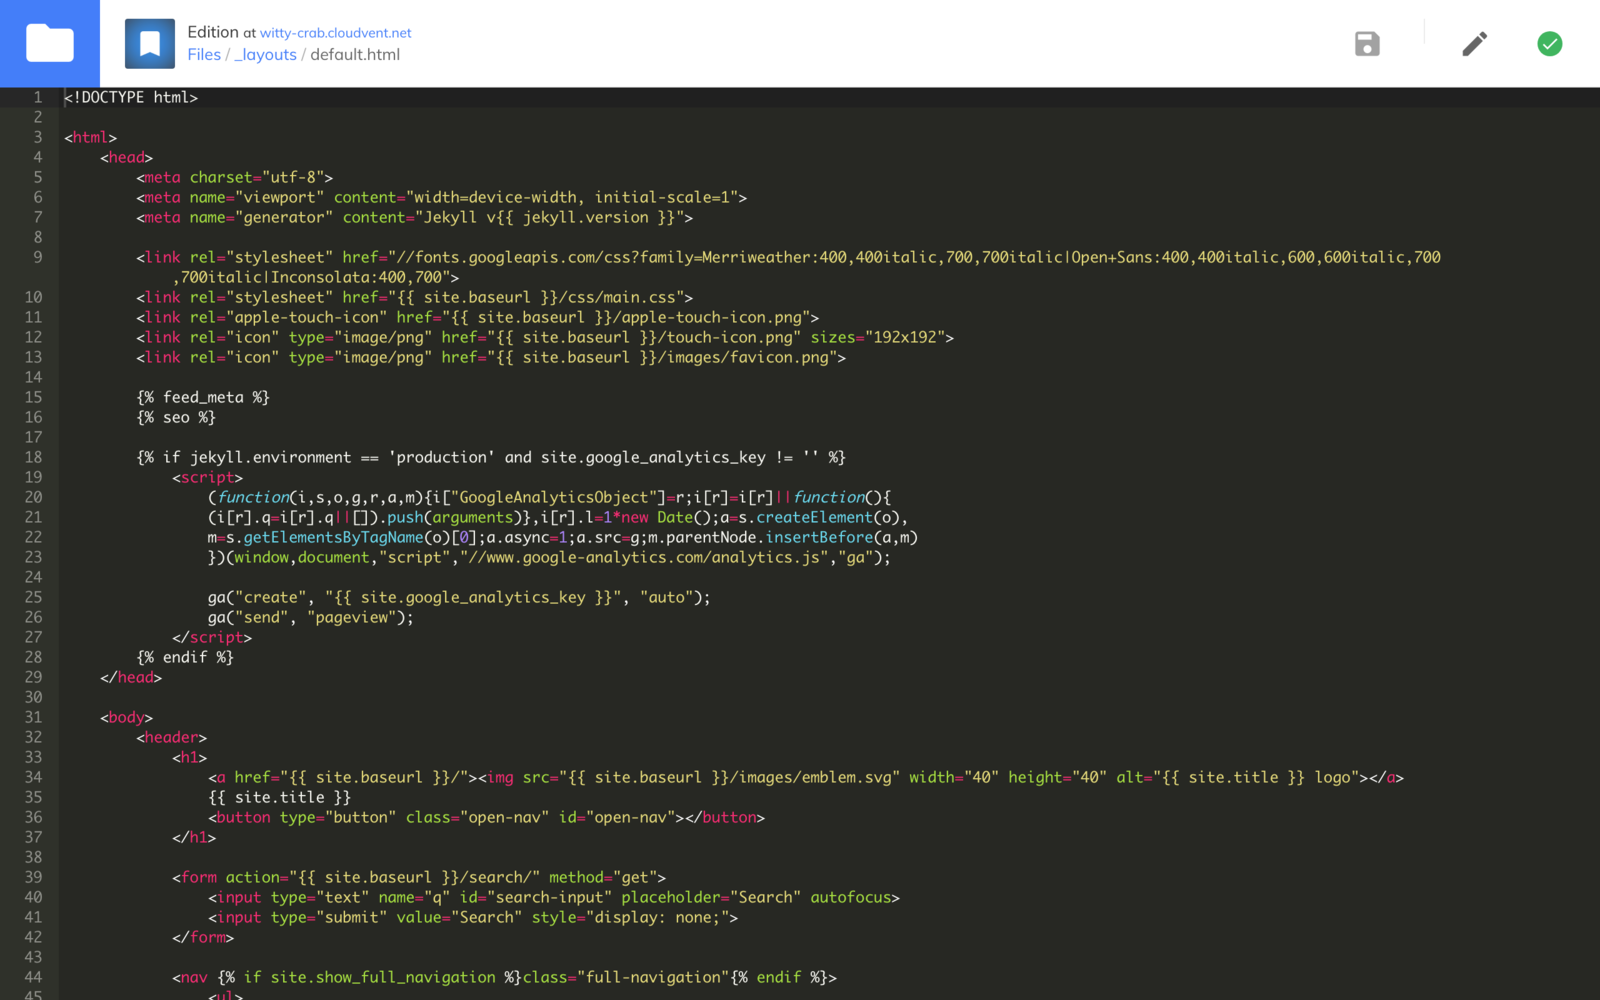 Edition at witty-crab.cloudvent.net
Files / _layouts / default.html
1 <!DOCTYPE html>
2
3 <html>
4 <head>
5 <meta charset="utf-8">
6 <meta name="viewport" content="width=device-width, initial-scale=1">
7 <meta name="generator" content="Jekyll v{{ jekyll.version }}">
8
9 <link rel="stylesheet" href="//fonts.googleapis.com/css?family=Merriweather:400,400italic,700,700italic|Open+Sans:400,400italic,600,600italic,700
,700italic|Inconsolata:400,700">
10 <link rel="stylesheet" href="{{ site.baseurl }}/css/main.css">
11 <link rel="apple-touch-icon" href="{{ site.baseurl }}/apple-touch-icon.png">
12 <link rel="icon" type="image/png" href="{{ site.baseurl }}/touch-icon.png" sizes="192x192">
13 <link rel="icon" type="image/png" href="{{ site.baseurl }}/images/favicon.png">
14
15 {% feed_meta %}
16 {% seo %}
17
18 {% if jekyll.environment == 'production' and site.google_analytics_key != '' %}
19 <script>
20 (function(i,s,o,g,r,a,m){i["GoogleAnalyticsObject"]=r;i[r]=i[r]||function(){
21 (i[r].q=i[r].q||[]).push(arguments)},i[r].l=1*new Date();a=s.createElement(o),
22 m=s.getElementsByTagName(o)[0];a.async=1;a.src=g;m.parentNode.insertBefore(a,m)
23 })(window,document,"script","//www.google-analytics.com/analytics.js","ga");
24
25 ga("create", "{{ site.google_analytics_key }}", "auto");
26 ga("send", "pageview");
27 </script>
28 {% endif %}
29 </head>
30
31 <body>
32 <header>
33 <h1>
34 <a href="{{ site.baseurl }}/"><img src="{{ site.baseurl }}/images/emblem.svg" width="40" height="40" alt="{{ site.title }} logo"></a>
35 {{ site.title }}
36 <button type="button" class="open-nav" id="open-nav"></button>
37 </h1>
38
39 <form action="{{ site.baseurl }}/search/" method="get">
40 <input type="text" name="q" id="search-input" placeholder="Search" autofocus>
41 <input type="submit" value="Search" style="display: none;">
42 </form>
43
44 <nav {% if site.show_full_navigation %}class="full-navigation"{% endif %}>
45 <ul>